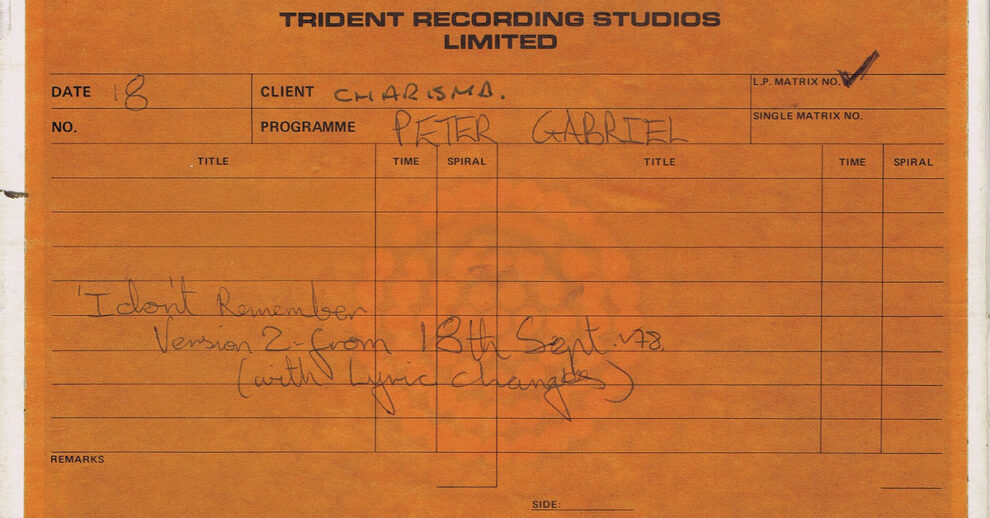 TRIDENT RECORDING STUDIOS
LIMITED
DATE 18 CLIENT CHARISMA. L.P. MATRIX NO. ✓
NO. PROGRAMME PETER GABRIEL SINGLE MATRIX NO.
TITLE TIME SPIRAL TITLE TIME SPIRAL
'I don't Remember
Version 2 - from 18th Sept. '78.
(with Lyric changes)
REMARKS
SIDE: